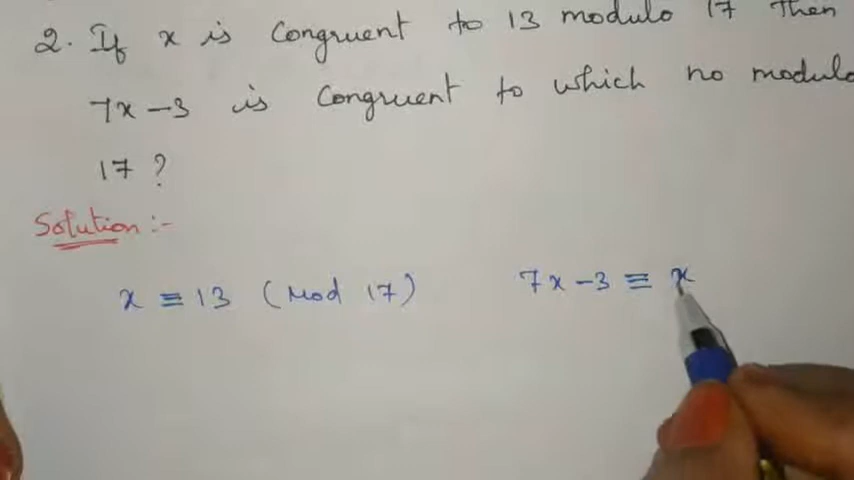 2. If x is Congruent to 13 modulo 17 then
7x-3 is Congruent to which no modulo
17 ?
Solution :-
x ≡ 13 (Mod 17) 7x-3 ≡ x